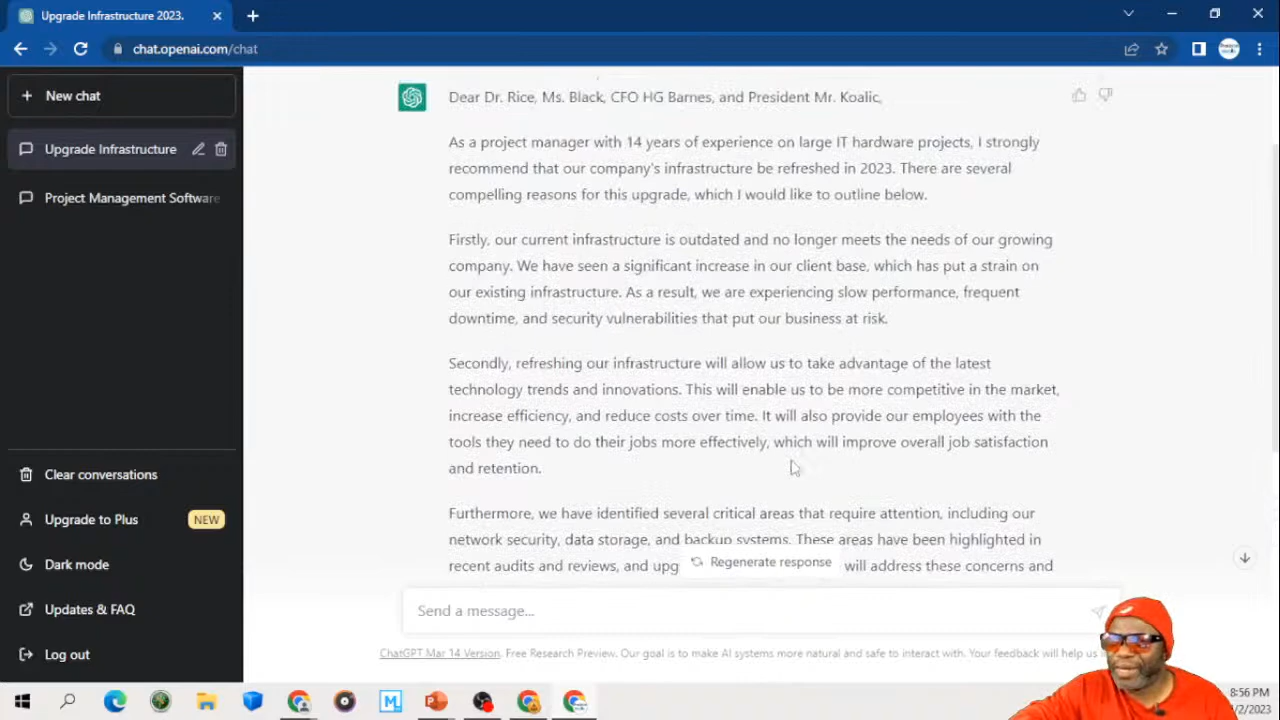 Upgrade Infrastructure 2023.
chat.openai.com/chat
New chat
Upgrade Infrastructure
Project Management Software
Clear conversations
Upgrade to Plus NEW
Dark mode
Updates & FAQ
Log out
Dear Dr. Rice, Ms. Black, CFO HG Barnes, and President Mr. Koalic,
As a project manager with 14 years of experience on large IT hardware projects, I strongly
recommend that our company's infrastructure be refreshed in 2023. There are several
compelling reasons for this upgrade, which I would like to outline below.
Firstly, our current infrastructure is outdated and no longer meets the needs of our growing
company. We have seen a significant increase in our client base, which has put a strain on
our existing infrastructure. As a result, we are experiencing slow performance, frequent
downtime, and security vulnerabilities that put our business at risk.
Secondly, refreshing our infrastructure will allow us to take advantage of the latest
technology trends and innovations. This will enable us to be more competitive in the market,
increase efficiency, and reduce costs over time. It will also provide our employees with the
tools they need to do their jobs more effectively, which will improve overall job satisfaction
and retention.
Furthermore, we have identified several critical areas that require attention, including our
network security, data storage, and backup systems. These areas have been highlighted in
recent audits and reviews, and upg will address these concerns and
Regenerate response
Send a message...
ChatGPT Mar 14 Version. Free Research Preview. Our goal is to make AI systems more natural and safe to interact with. Your feedback will help us
8:56 PM
/2/2023